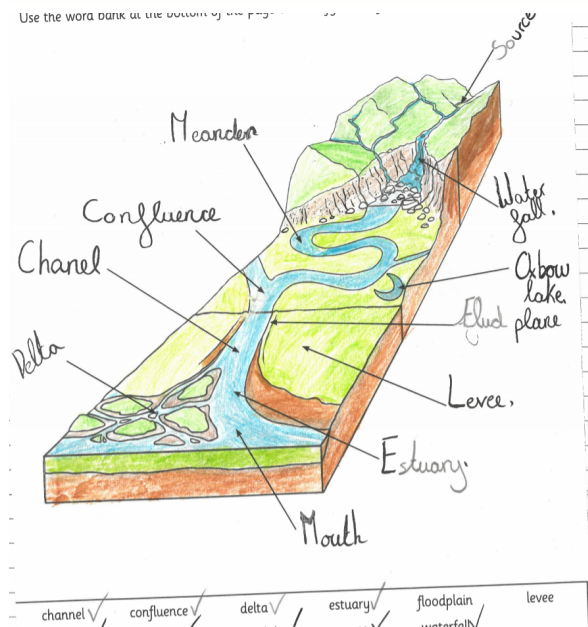 Use the word bank at the bottom of the page
Source
Meander
Confluence
Chanel
Water
fall.
Oxbow
lake.
Flud plane
Delta
Levee.
Estuary.
Mouth
channel ✓ confluence ✓ delta ✓ estuary ✓ floodplain levee
waterfall